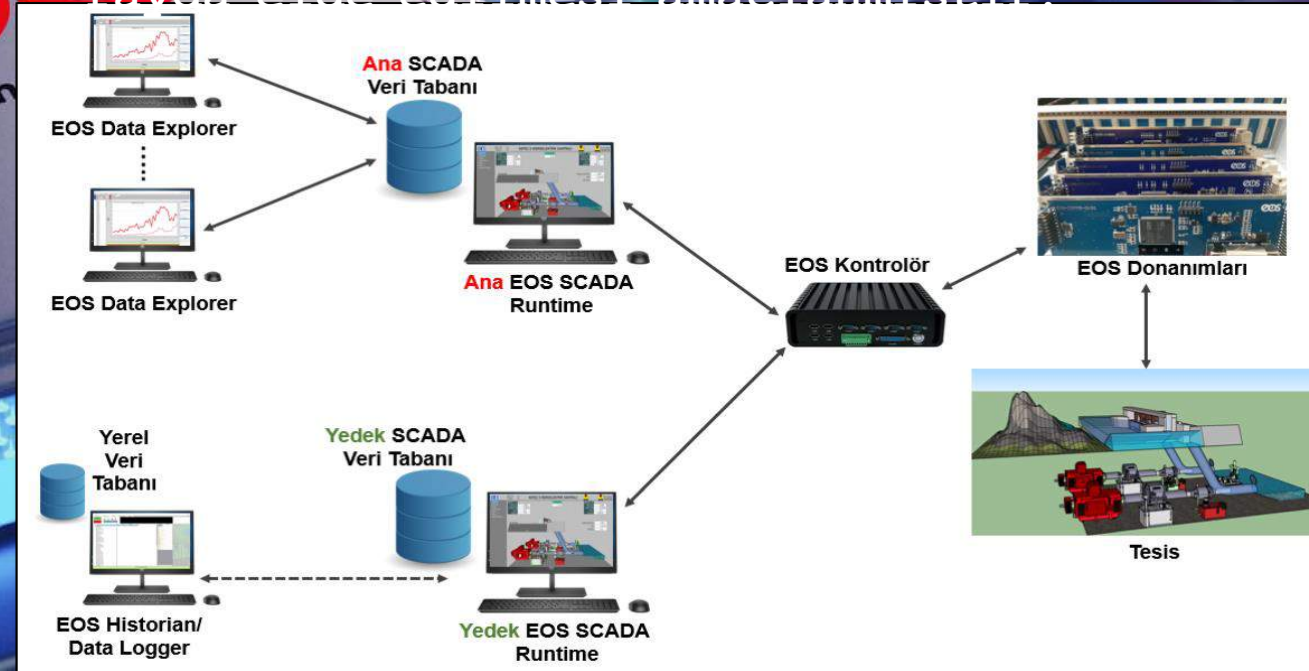 EOS Data Explorer
EOS Data Explorer
Ana SCADA
Veri Tabanı
Ana EOS SCADA
Runtime
EOS Kontrolör
EOS Donanımları
Tesis
Yerel
Veri
Tabanı
EOS Historian/
Data Logger
Yedek SCADA
Veri Tabanı
Yedek EOS SCADA
Runtime